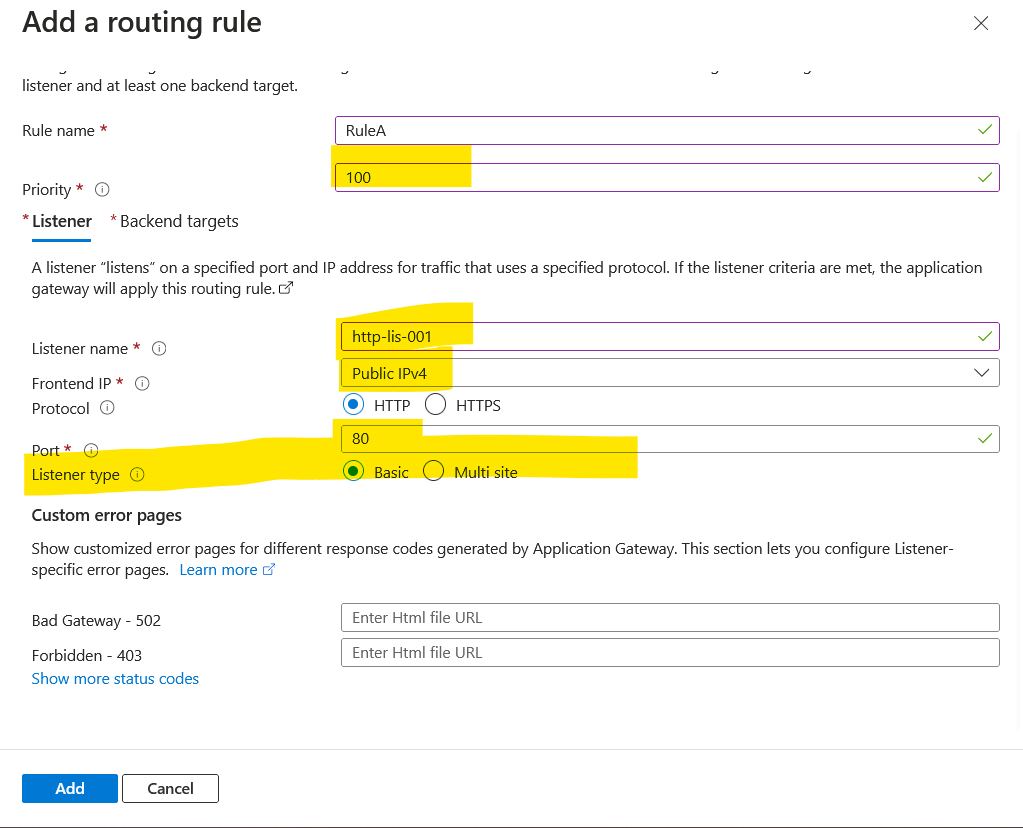 Add a routing rule
listener and at least one backend target.
Rule name *
RuleA
Priority *
100
* Listener
* Backend targets
A listener “listens” on a specified port and IP address for traffic that uses a specified protocol. If the listener criteria are met, the application
gateway will apply this routing rule.
Listener name *
http-lis-001
Frontend IP *
Public IPv4
Protocol
HTTP
HTTPS
Port *
80
Listener type
Basic
Multi site
Custom error pages
Show customized error pages for different response codes generated by Application Gateway. This section lets you configure Listener-
specific error pages. Learn more
Bad Gateway - 502
Enter Html file URL
Forbidden - 403
Enter Html file URL
Show more status codes
Add
Cancel